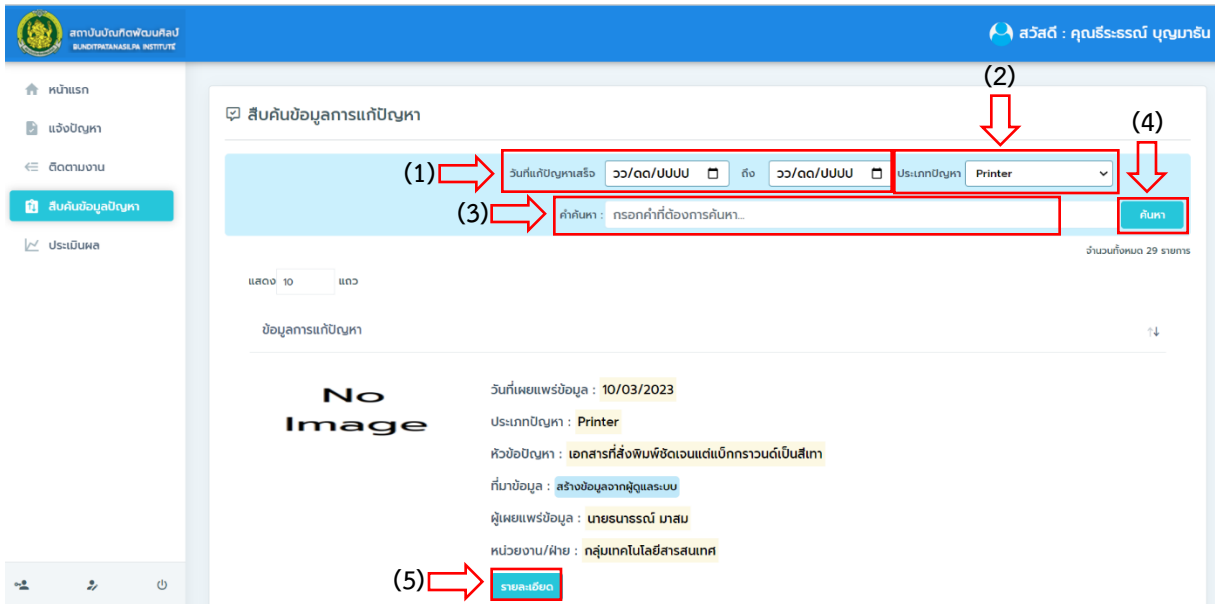 สถาบันบัณฑิตพัฒนศิลป์
BUNDITPATANASILPA INSTITUTE
สวัสดี : คุณธีระธรณ์ บุญมาธัน
หน้าแรก
แจ้งปัญหา
ติดตามงาน
สืบค้นข้อมูลปัญหา
ประเมินผล
สืบค้นข้อมูลการแก้ปัญหา
(2)
(4)
(1) วันที่แก้ปัญหาเสร็จ วว/ดด/ปปปป ถึง วว/ดด/ปปปป ประเภทปัญหา Printer
(3) คำค้นหา : กรอกคำที่ต้องการค้นหา... ค้นหา
จำนวนทั้งหมด 29 รายการ
แสดง 10 แถว
ข้อมูลการแก้ปัญหา
No
Image
วันที่เผยแพร่ข้อมูล : 10/03/2023
ประเภทปัญหา : Printer
หัวข้อปัญหา : เอกสารที่สั่งพิมพ์ชัดเจนแต่แบ็กกราวนด์เป็นสีเทา
ที่มาข้อมูล : สร้างข้อมูลจากผู้ดูแลระบบ
ผู้เผยแพร่ข้อมูล : นายธนาธรณ์ มาสม
หน่วยงาน/ฝ่าย : กลุ่มเทคโนโลยีสารสนเทศ
(5) รายละเอียด